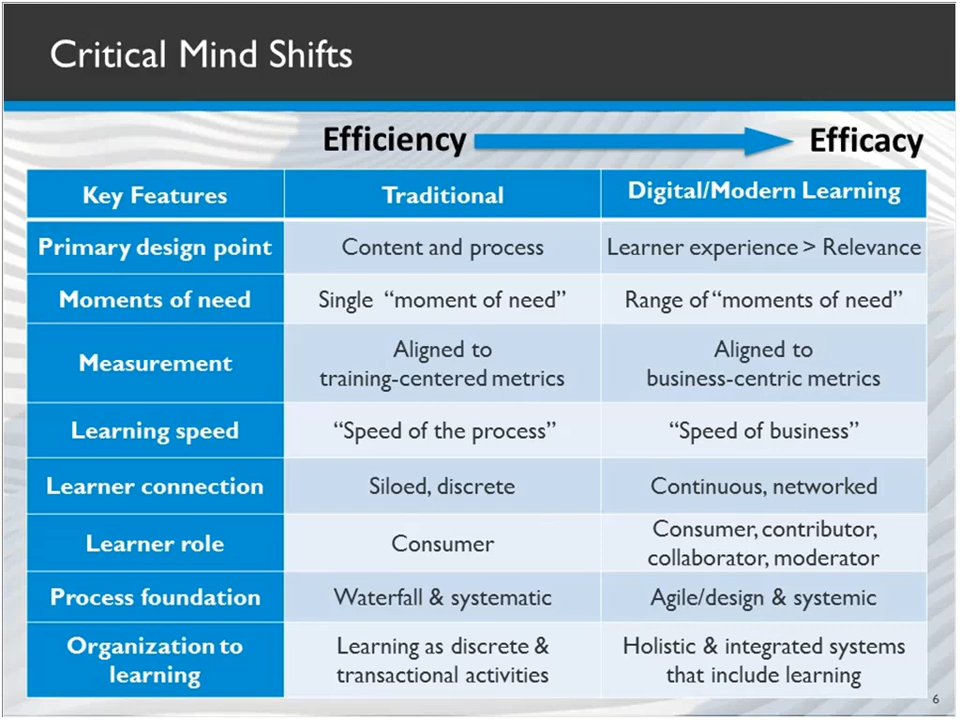 Critical Mind Shifts
Efficiency
Efficacy
Key Features
Traditional
Digital/Modern Learning
Primary design point
Content and process
Learner experience > Relevance
Moments of need
Single “moment of need”
Range of “moments of need”
Measurement
Aligned to
training-centered metrics
Aligned to
business-centric metrics
Learning speed
“Speed of the process”
“Speed of business”
Learner connection
Siloed, discrete
Continuous, networked
Learner role
Consumer
Consumer, contributor,
collaborator, moderator
Process foundation
Waterfall & systematic
Agile/design & systemic
Organization to
learning
Learning as discrete &
transactional activities
Holistic & integrated systems
that include learning
6